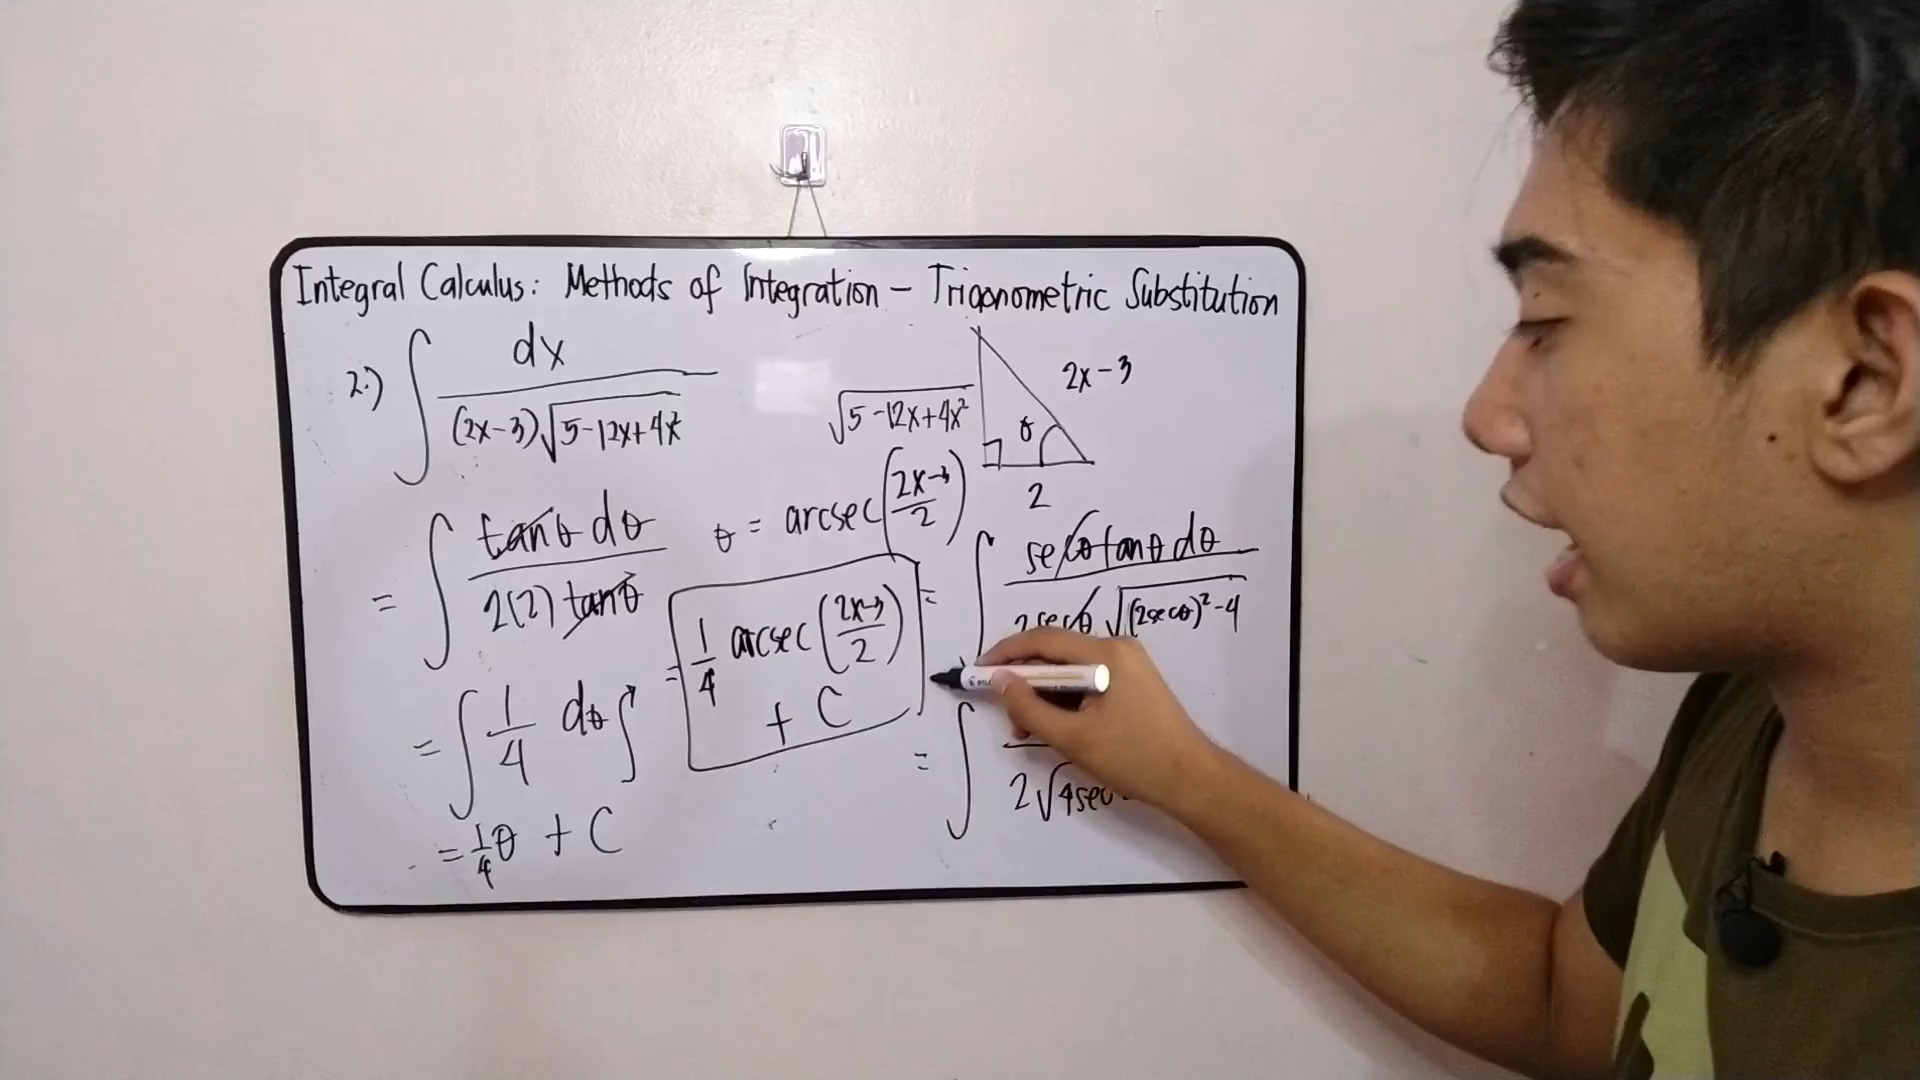 Integral Calculus: Methods of Integration – Trigonometric Substitution
2.) ∫ dx / (2x-3)√(5-12x+4x²)
√(5-12x+4x²)
2x-3
θ
2
= ∫ tanθ dθ / 2(2) tanθ
θ = arcsec (2x-3 / 2)
= ∫ secθ tanθ dθ / 2secθ √((2secθ)²-4)
= ∫ 1/4 dθ ∫
= 1/4 arcsec (2x-3 / 2)
+ C
= ∫ 2√4sec
= 1/4 θ + C